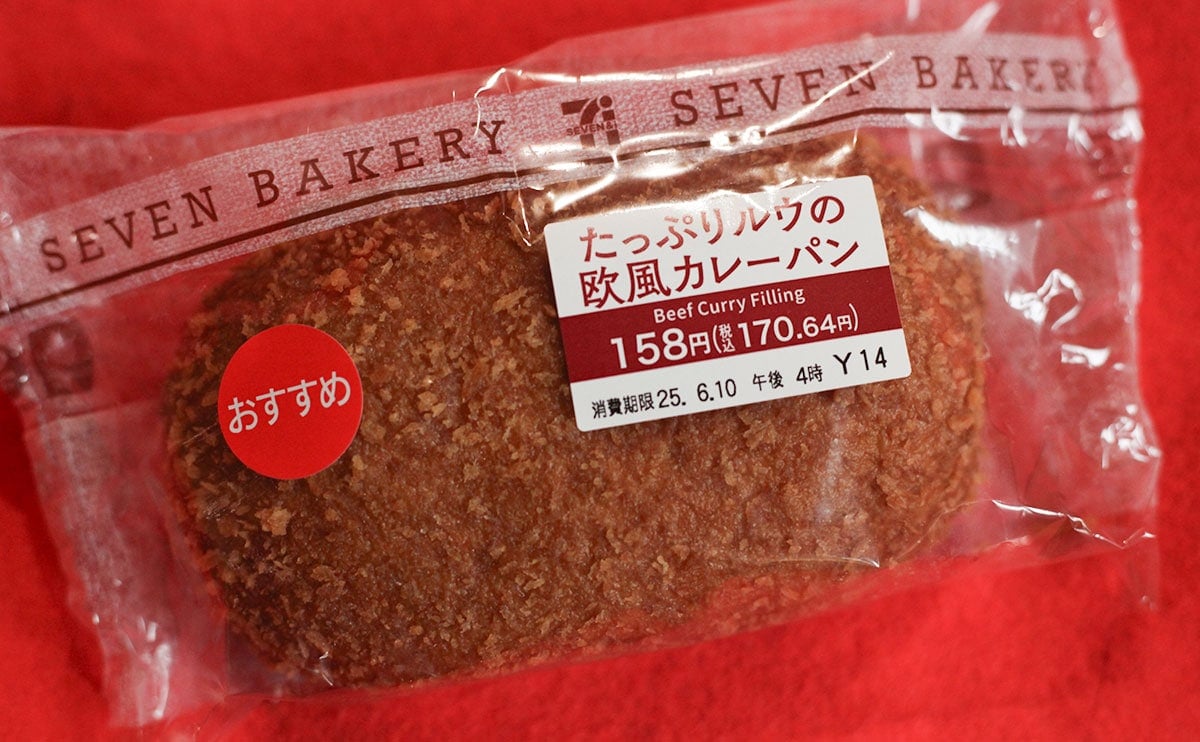 SEVEN BAKERY
SEVEN BAKERY
たっぷりルウの
欧風カレーパン
Beef Curry Filling
158円(税込170.64円)
消費期限25. 6.10 午後 4時 Y14
おすすめ